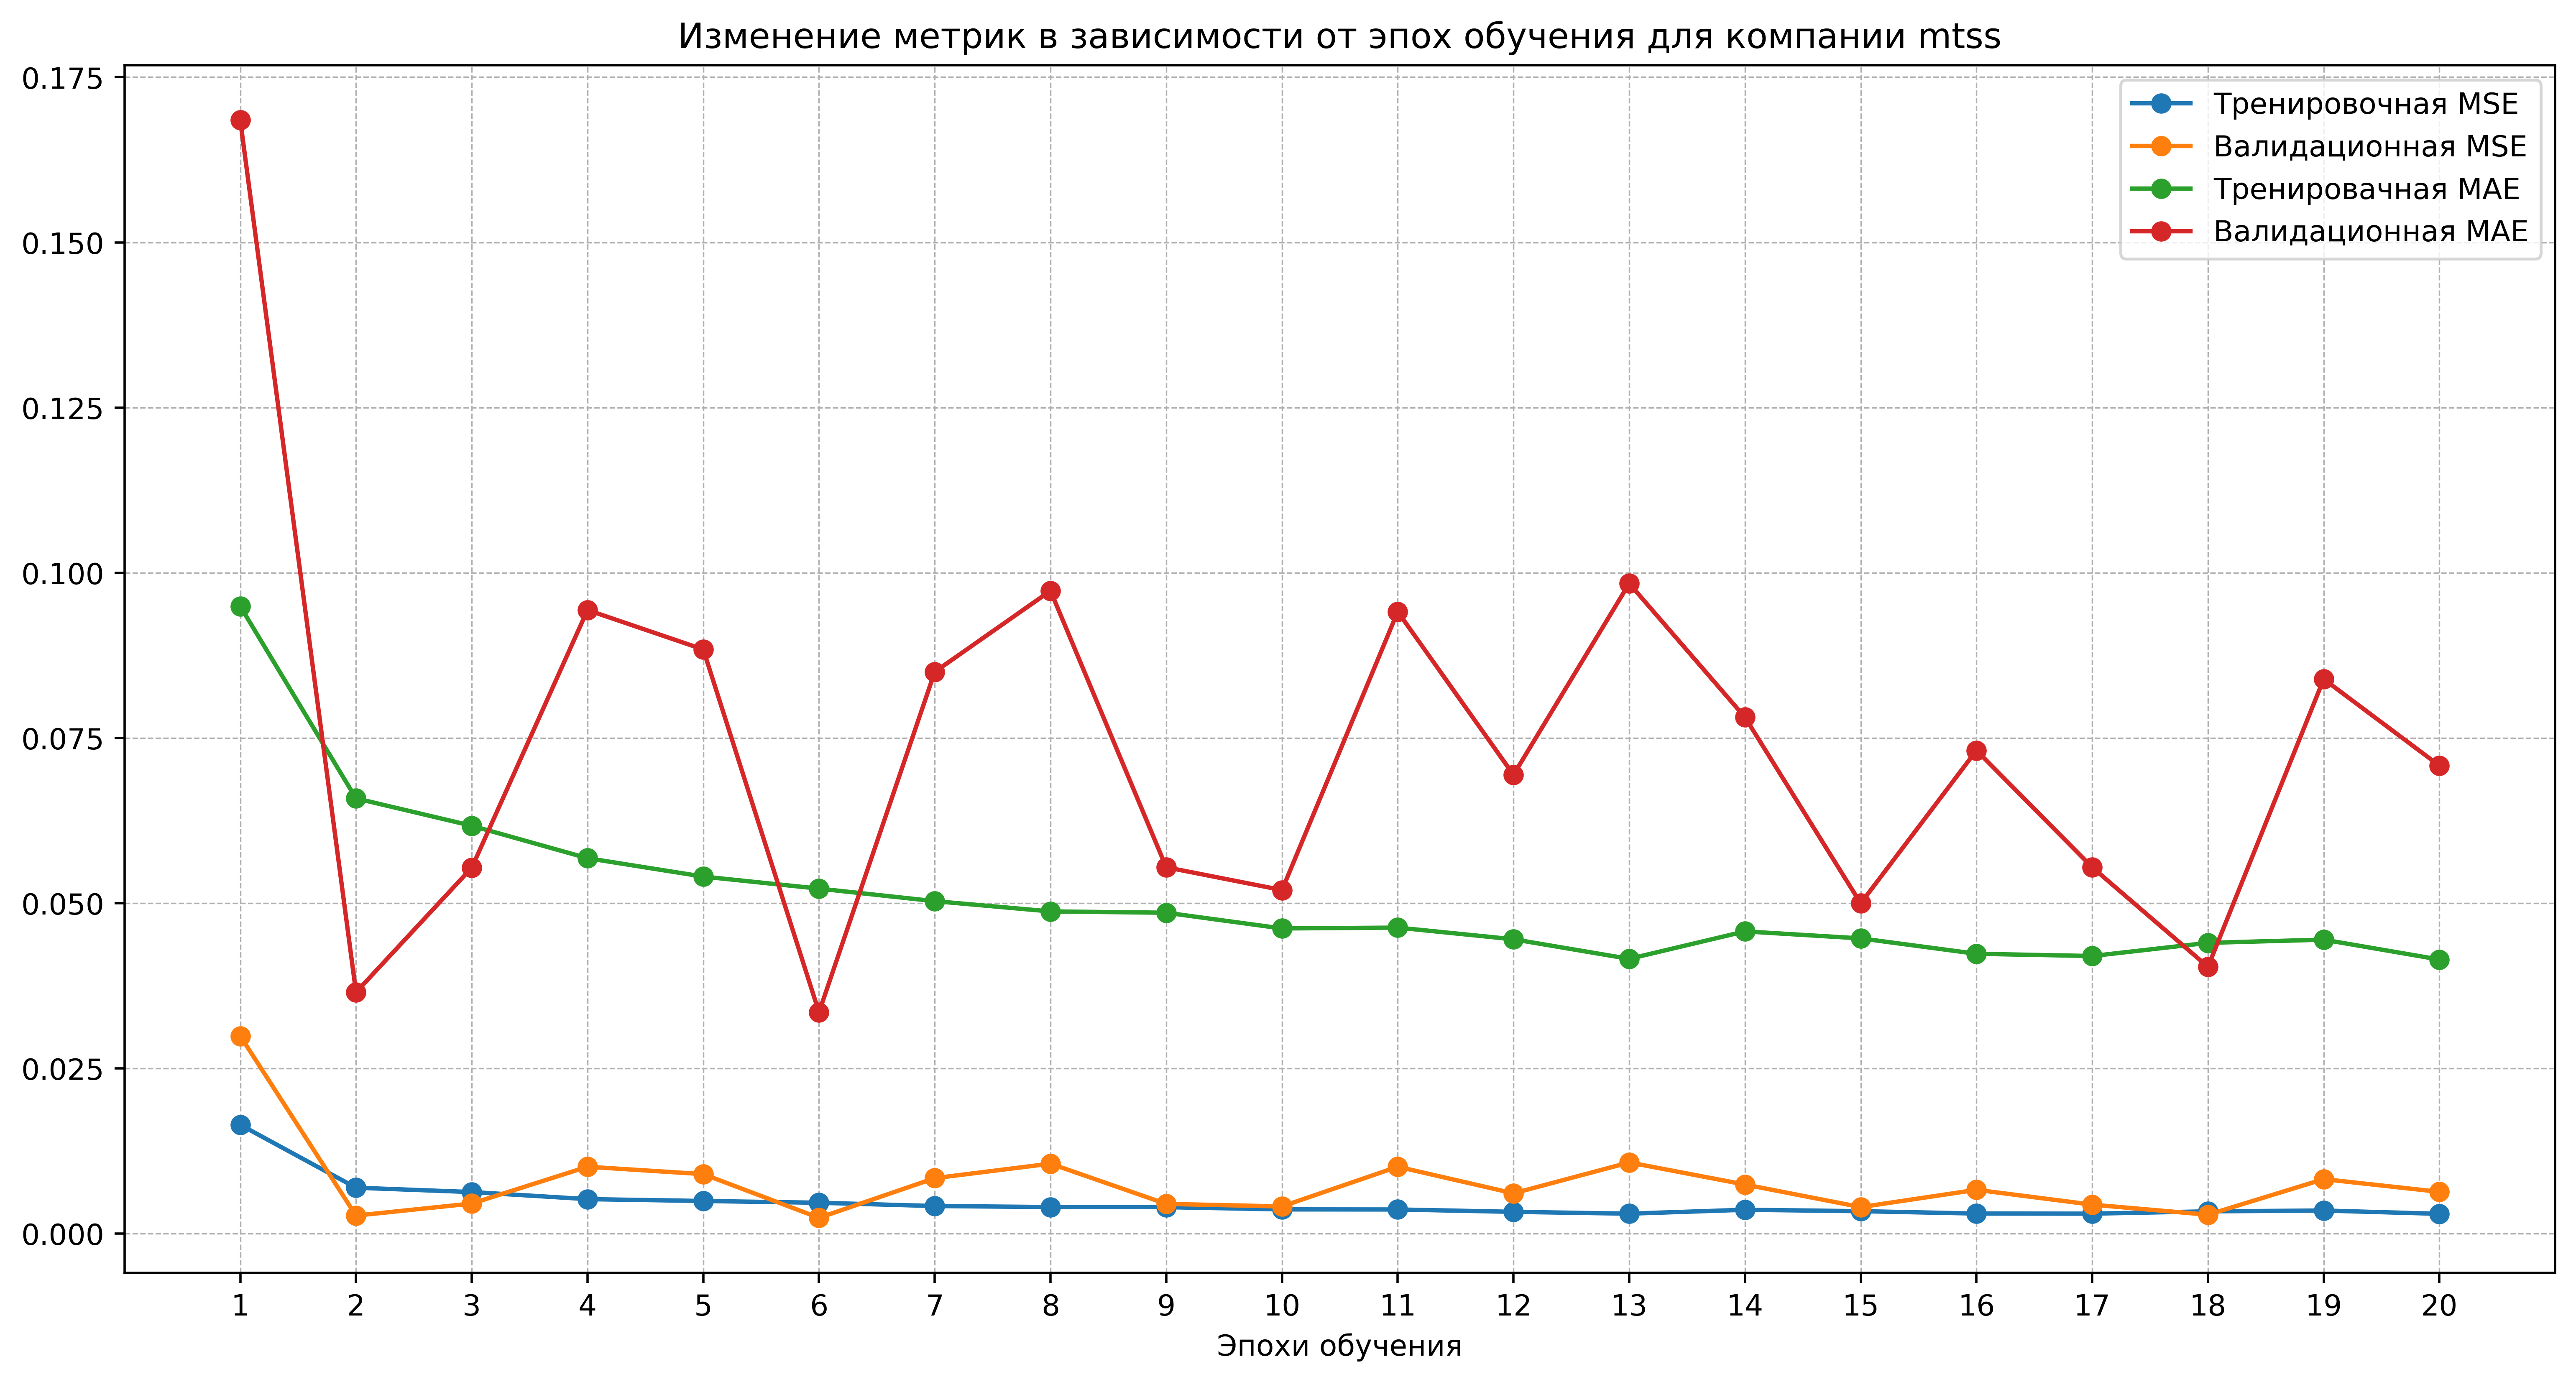 Изменение метрик в зависимости от эпох обучения для компании mtss
0.175
0.150
0.125
0.100
0.075
0.050
0.025
0.000
Тренировочная MSE
Валидационная MSE
Тренировачная MAE
Валидационная MAE
1 2 3 4 5 6 7 8 9 10 11 12 13 14 15 16 17 18 19 20
Эпохи обучения